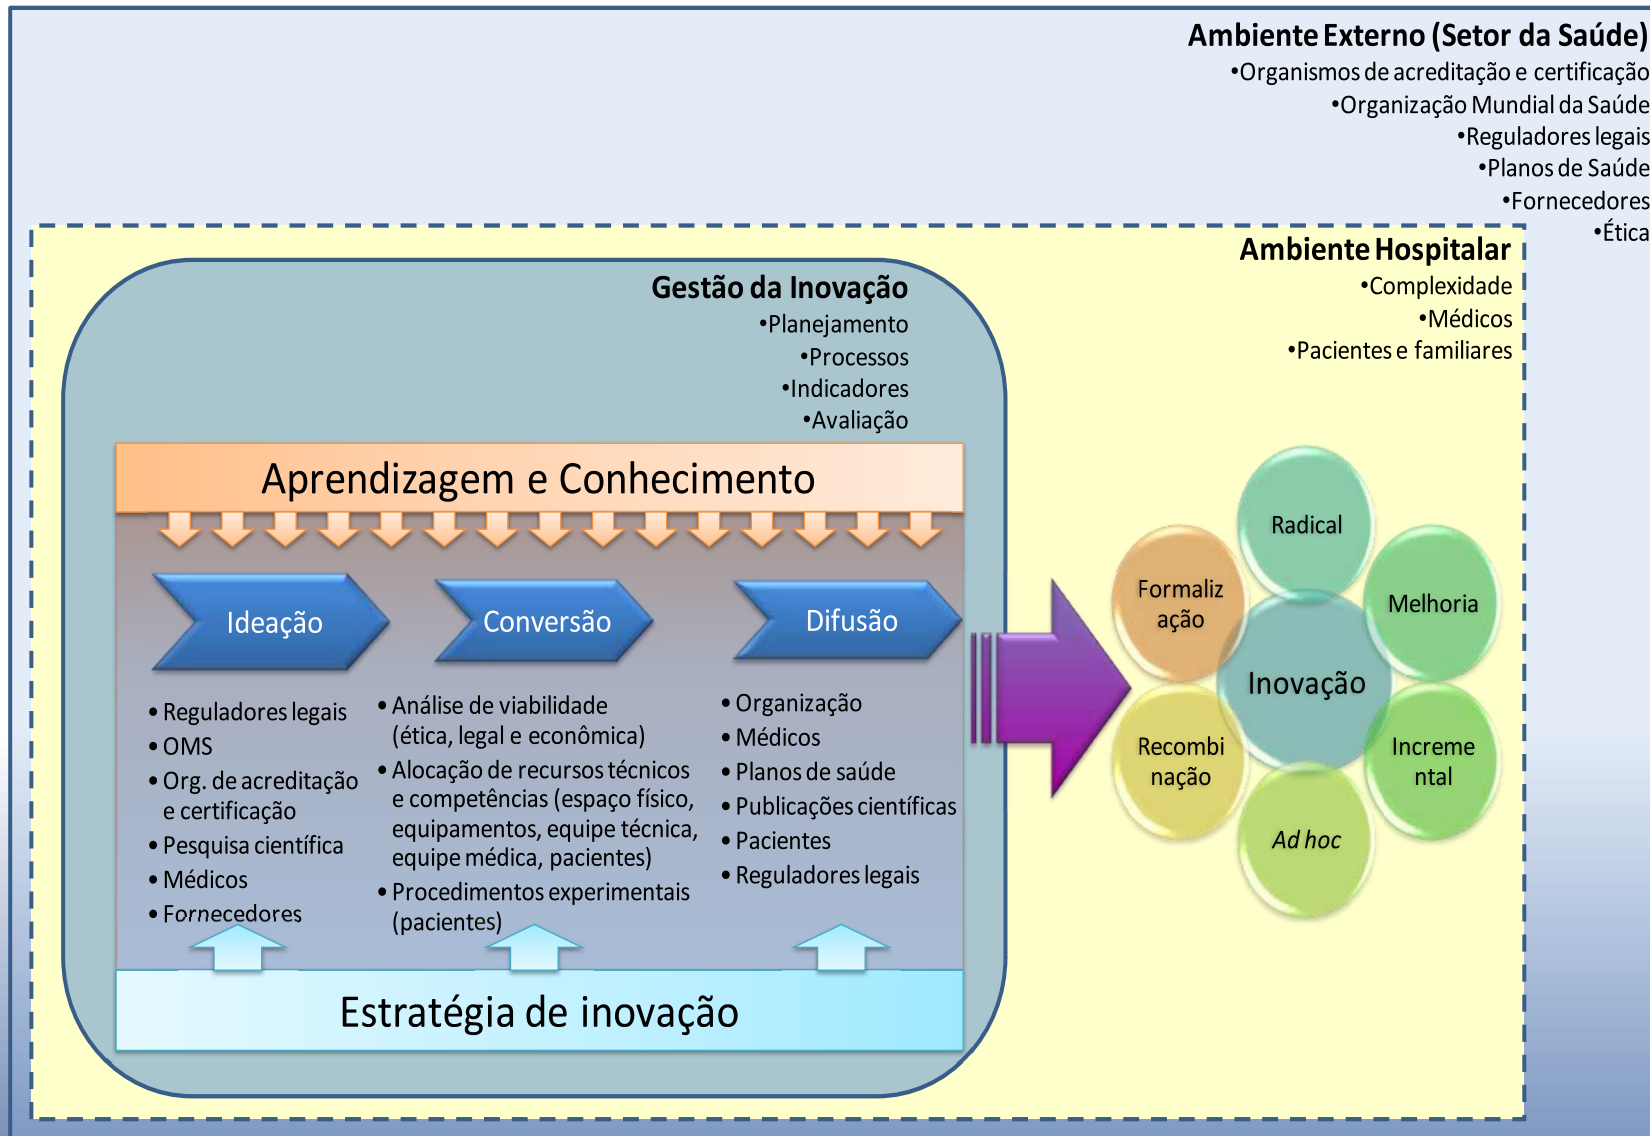 Ambiente Externo (Setor da Saúde)
•Organismos de acreditação e certificação
•Organização Mundial da Saúde
•Reguladores legais
•Planos de Saúde
•Fornecedores
•Ética
Ambiente Hospitalar
•Complexidade
•Médicos
•Pacientes e familiares
Gestão da Inovação
•Planejamento
•Processos
•Indicadores
•Avaliação
Aprendizagem e Conhecimento
Ideação
•Reguladores legais
•OMS
•Org. de acreditação
e certificação
•Pesquisa científica
•Médicos
•Fornecedores
Conversão
•Análise de viabilidade
(ética, legal e econômica)
•Alocação de recursos técnicos
e competências (espaço físico,
equipamentos, equipe técnica,
equipe médica, pacientes)
•Procedimentos experimentais
(pacientes)
Difusão
•Organização
•Médicos
•Planos de saúde
•Publicações científicas
•Pacientes
•Reguladores legais
Estratégia de inovação
Inovação
Radical
Melhoria
Increme
ntal
Ad hoc
Recombi
nação
Formaliz
ação